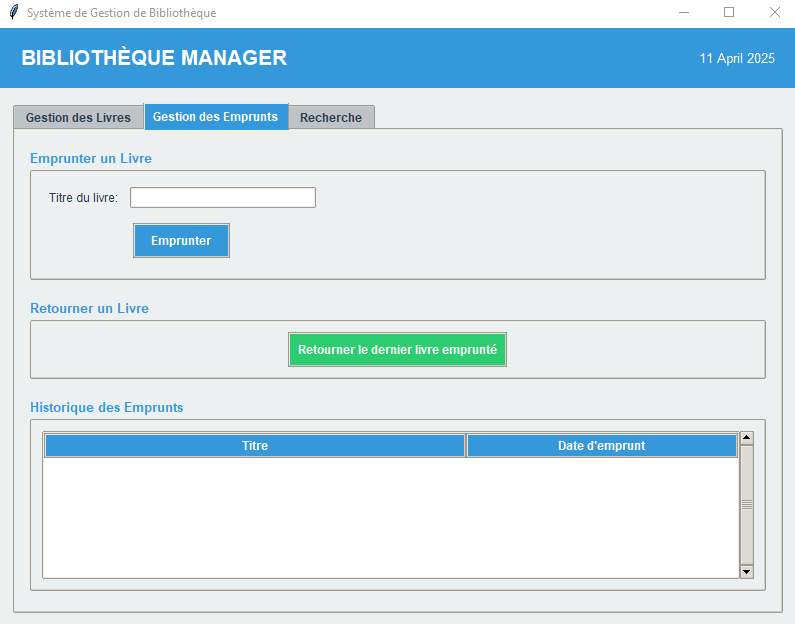 Système de Gestion de Bibliothèque
BIBLIOTHÈQUE MANAGER
11 April 2025
Gestion des Livres
Gestion des Emprunts
Recherche
Emprunter un Livre
Titre du livre:
Emprunter
Retourner un Livre
Retourner le dernier livre emprunté
Historique des Emprunts
Titre
Date d'emprunt